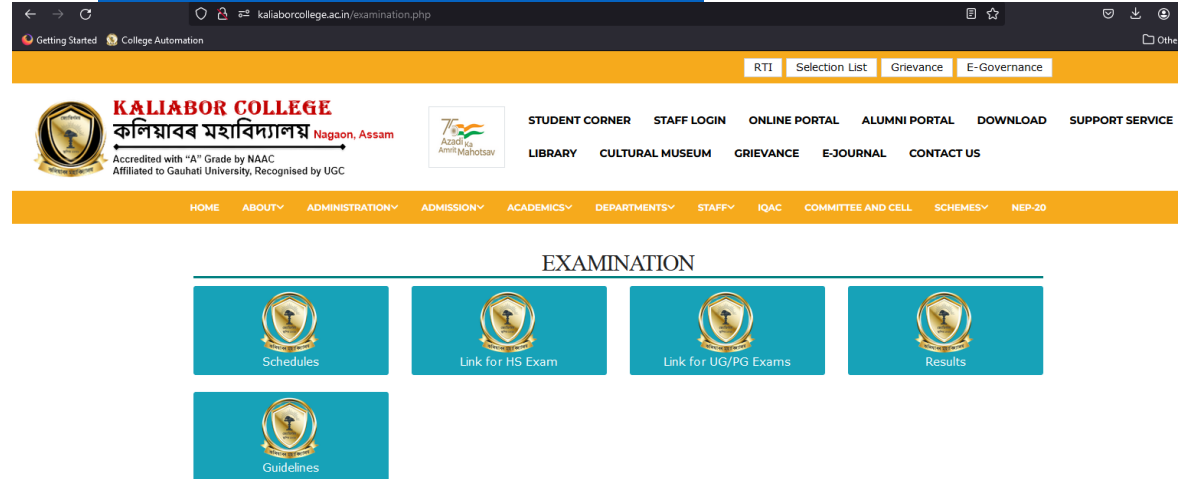 kaliaborcollege.ac.in/examination.php
Getting Started College Automation Othe
RTI Selection List Grievance E-Governance
KALIABOR COLLEGE
কলিয়াবৰ মহাবিদ্যালয় Nagaon, Assam
Accredited with “A” Grade by NAAC
Affiliated to Gauhati University, Recognised by UGC
Azadi Ka
Amrit Mahotsav
STUDENT CORNER STAFF LOGIN ONLINE PORTAL ALUMNI PORTAL DOWNLOAD SUPPORT SERVICE
LIBRARY CULTURAL MUSEUM GRIEVANCE E-JOURNAL CONTACT US
HOME ABOUT ADMINISTRATION ADMISSION ACADEMICS DEPARTMENTS STAFF IQAC COMMITTEE AND CELL SCHEMES NEP-20
EXAMINATION
Schedules Link for HS Exam Link for UG/PG Exams Results
Guidelines